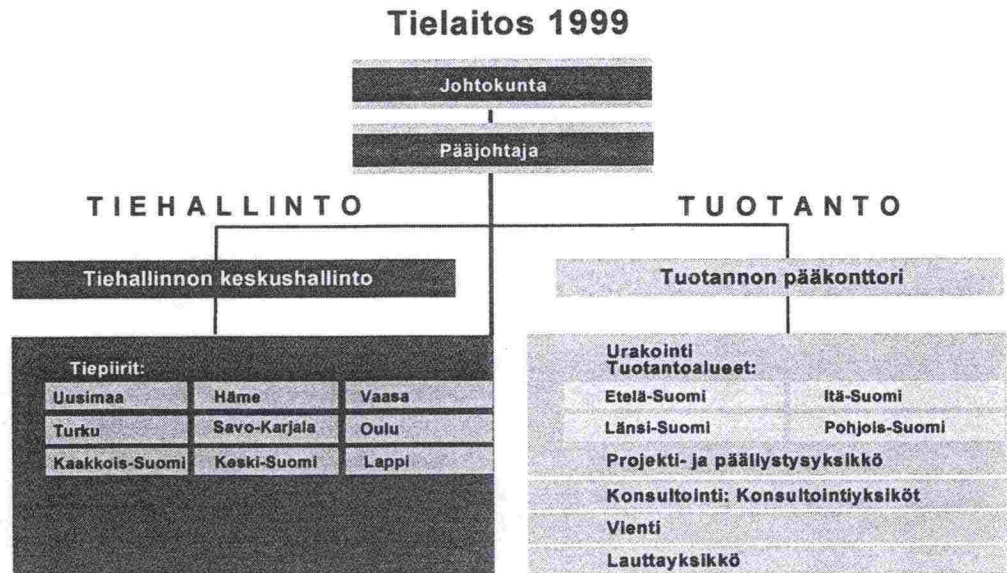 Tielaitos 1999
Johtokunta
Pääjohtaja
TIEHALLINTO
TUOTANTO
Tiehallinnon keskushallinto
Tuotannon pääkonttori
Tiepiirit:
Uusimaa Häme Vaasa
Turku Savo-Karjala Oulu
Kaakkois-Suomi Keski-Suomi Lappi
Urakointi
Tuotantoalueet:
Etelä-Suomi Itä-Suomi
Länsi-Suomi Pohjois-Suomi
Projekti- ja päällystysyksikkö
Konsultointi: Konsultointiyksiköt
Vienti
Lauttayksikkö